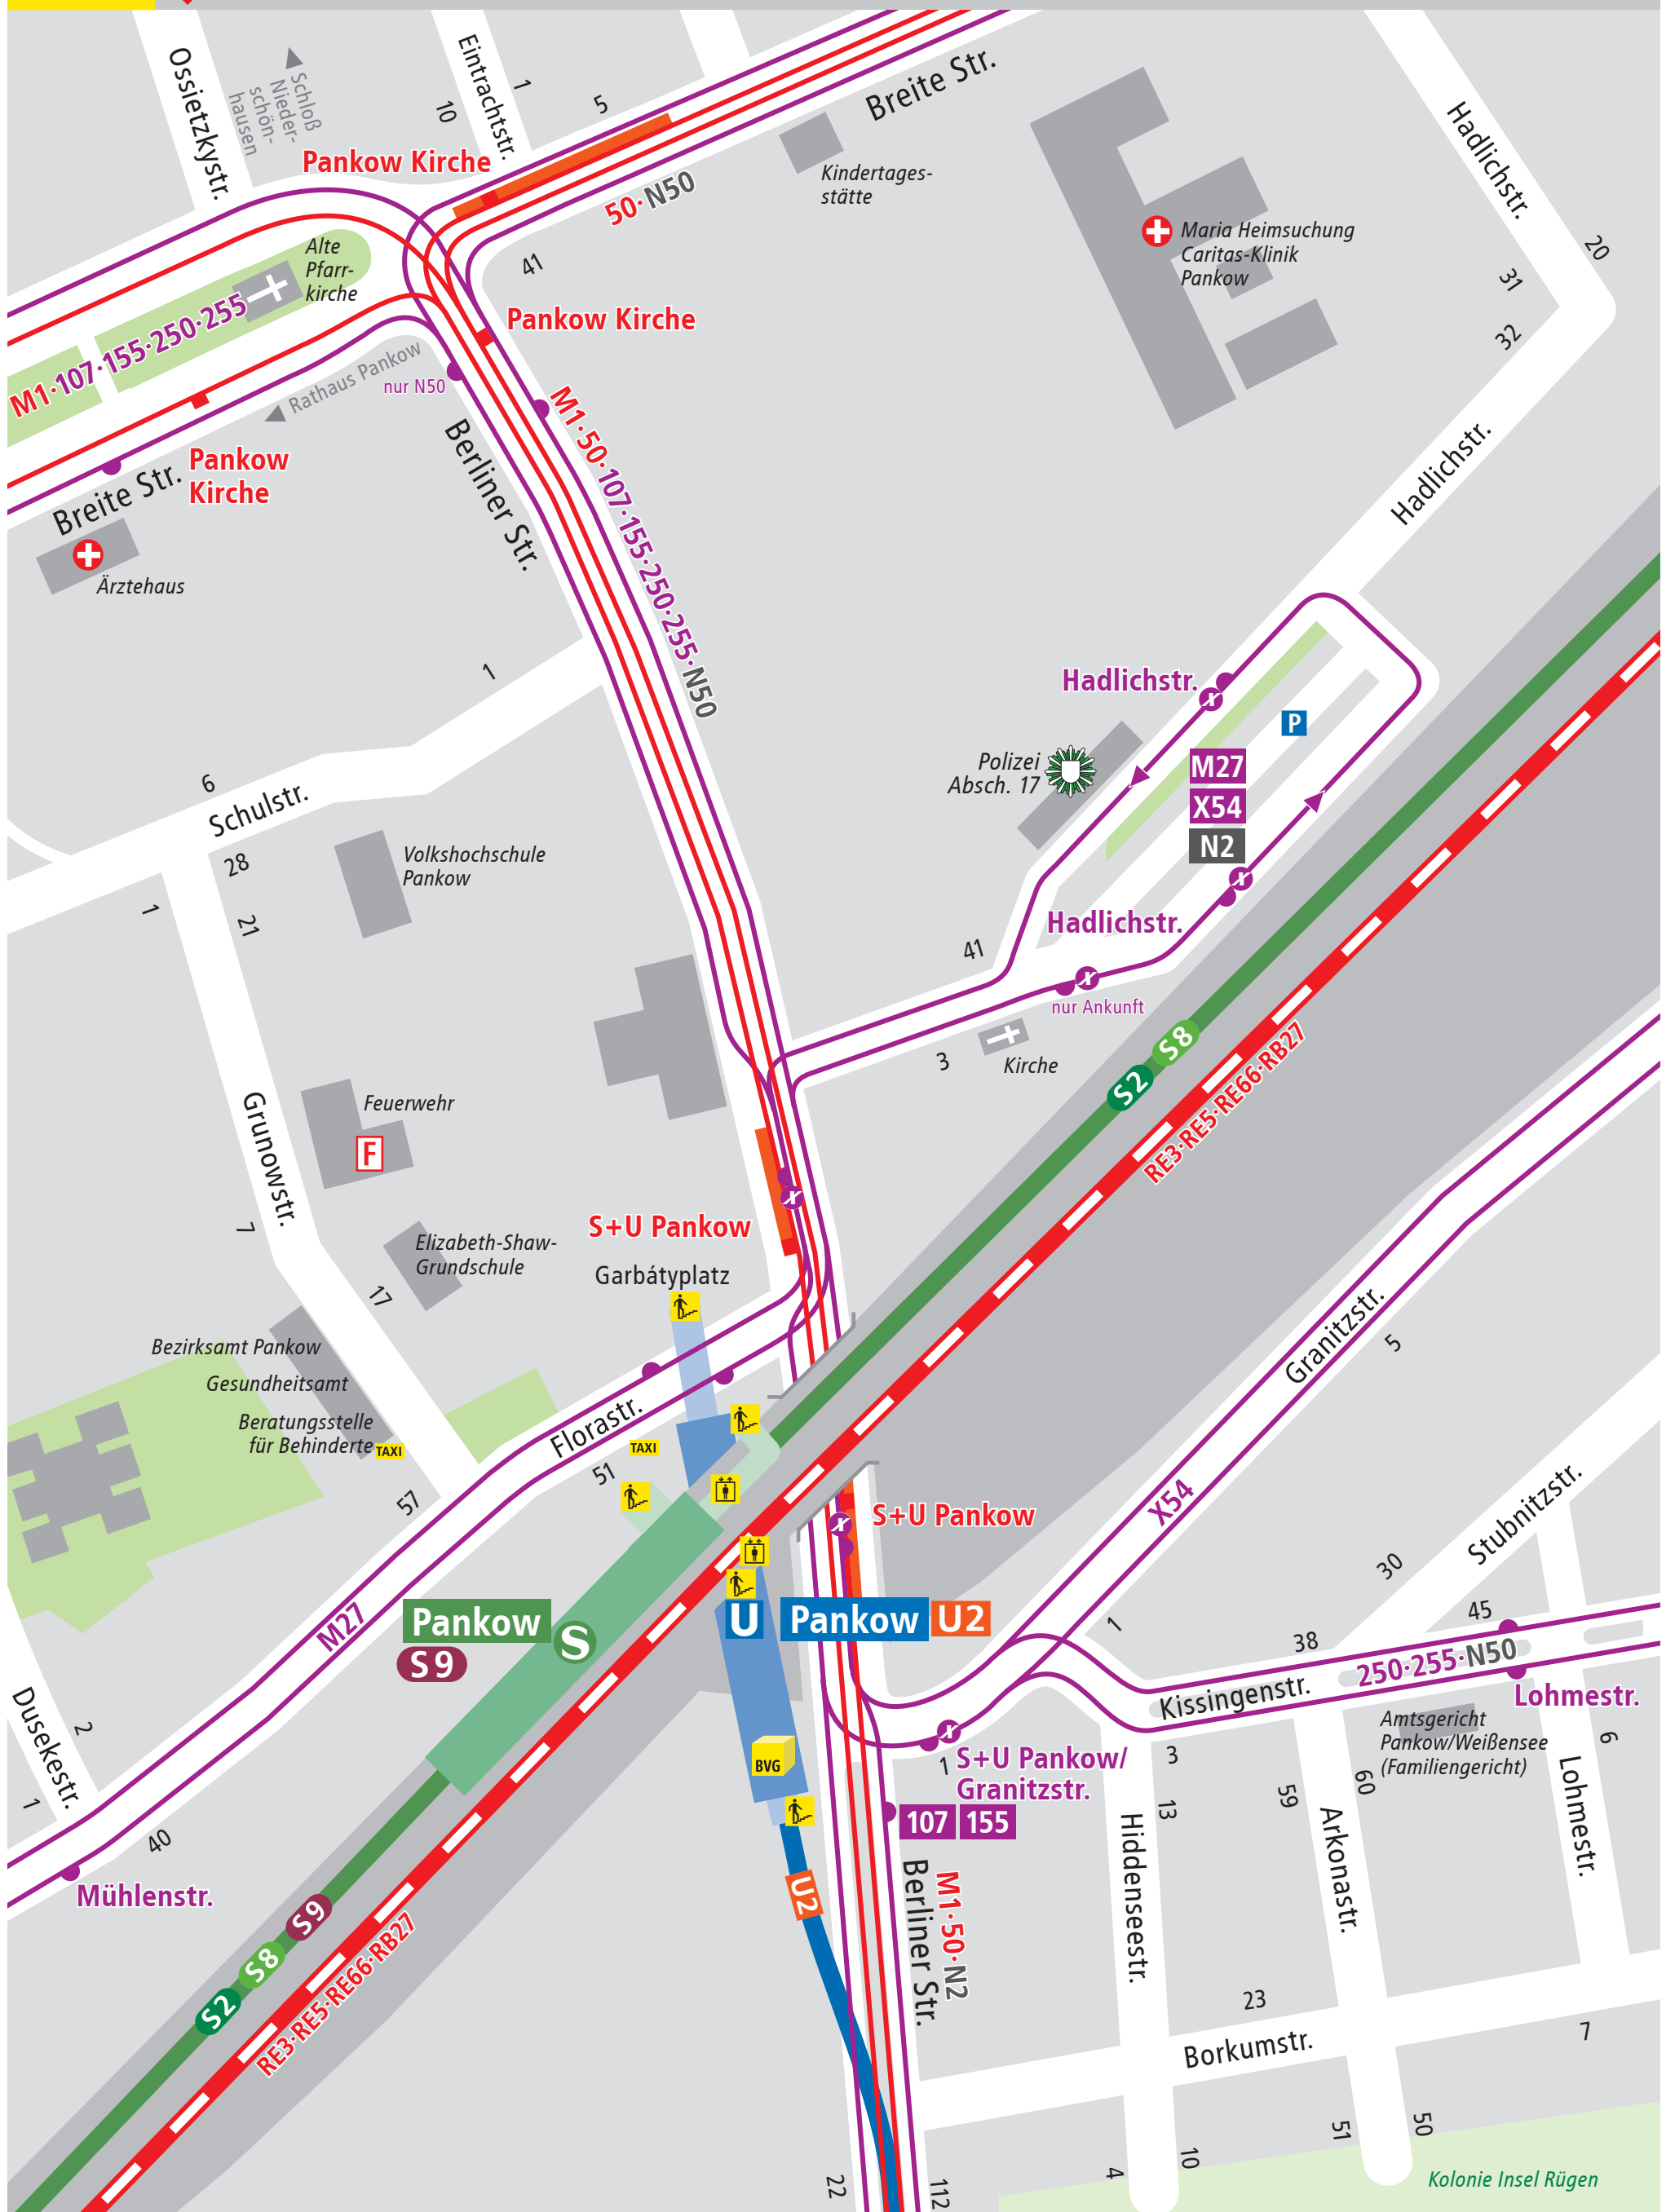 Ossietzkystr.
Schloß
Nieder-
schön-
hausen
Eintrachtstr.
10
1
5
Breite Str.
Pankow Kirche
50·N50
Kindertages-
stätte
Maria Heimsuchung
Caritas-Klinik
Pankow
Hadlichstr.
20
31
32
Alte
Pfarr-
kirche
41
Pankow Kirche
M1·107·155·250·255
Rathaus Pankow
nur N50
M1·50·107·155·250·255·N50
Berliner Str.
Pankow
Kirche
Breite Str.
Ärztehaus
Hadlichstr.
1
Hadlichstr.
P
Polizei
Absch. 17
M27
X54
N2
6
Schulstr.
28
Volkshochschule
Pankow
1
21
Hadlichstr.
41
X
X
X
nur Ankunft
3
Kirche
S2
S8
RE3·RE5·RE66·RB27
Grunowstr.
Feuerwehr
F
7
Elizabeth-Shaw-
Grundschule
17
X
S+U Pankow
Garbátyplatz
Bezirksamt Pankow
Gesundheitsamt
Beratungsstelle
für Behinderte
TAXI
Florastr.
TAXI
51
57
Granitzstr.
5
X54
X
S+U Pankow
Stubnitzstr.
30
M27
Pankow
S
S9
U
Pankow
U2
1
38
45
250·255·N50
Kissingenstr.
Lohmestr.
Amtsgericht
Pankow/Weißensee
(Familiengericht)
Dusekestr.
2
1
40
Mühlenstr.
BVG
X
1
S+U Pankow/
Granitzstr.
107
155
3
13
59
60
6
Lohmestr.
Hiddenseestr.
Arkonastr.
U2
M1·50·N2
Berliner Str.
S9
S8
S2
RE3·RE5·RE66·RB27
23
Borkumstr.
7
22
112
4
10
51
50
Kolonie Insel Rügen